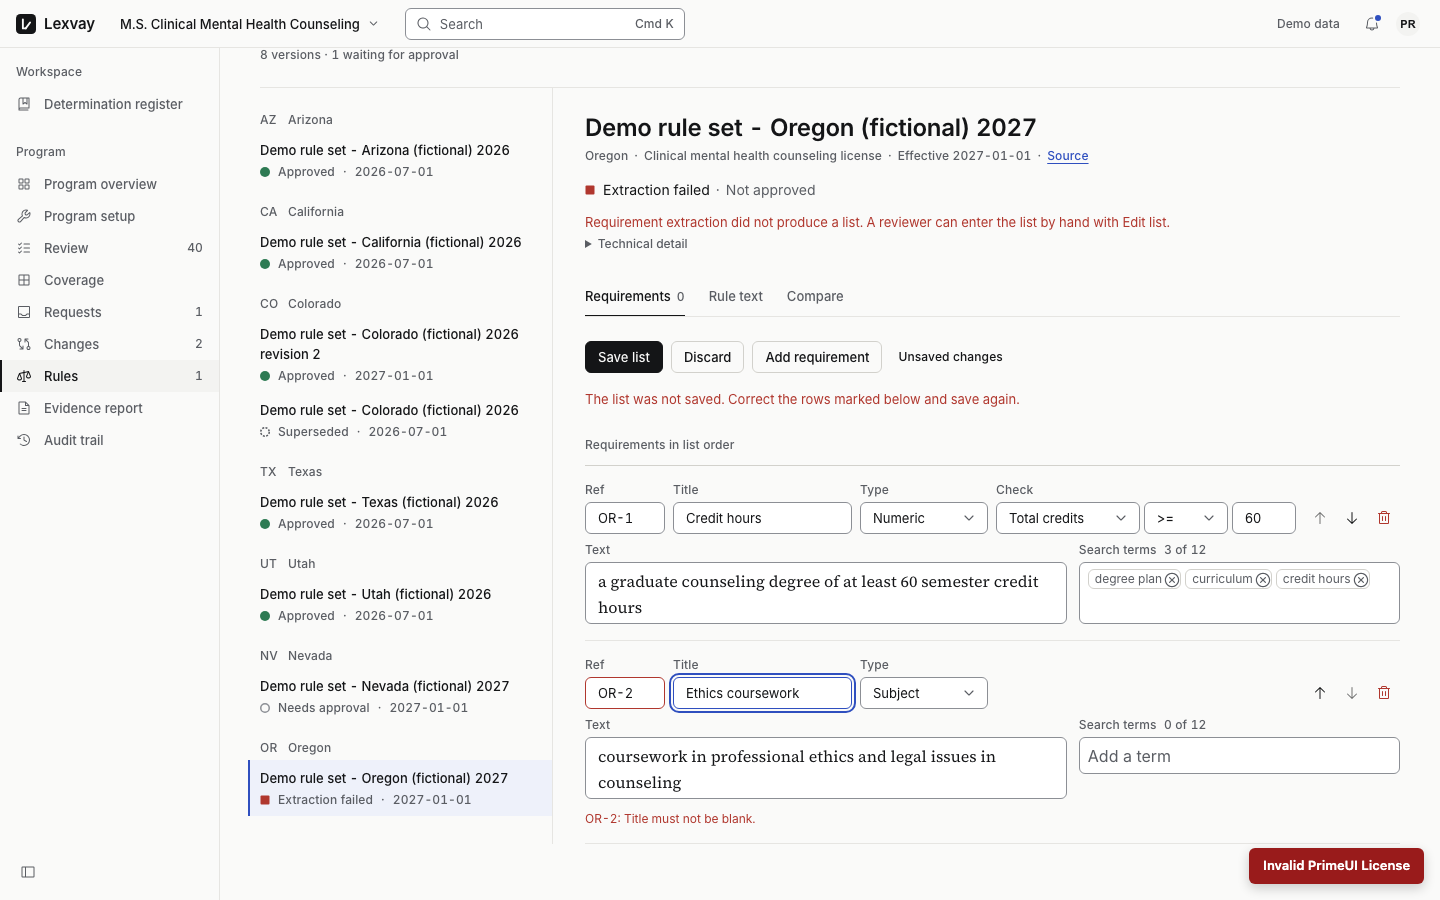 Lexvay
M.S. Clinical Mental Health Counseling
Search
Cmd K
Demo data
PR
Workspace
Determination register
Program
Program overview
Program setup
Review 40
Coverage
Requests 1
Changes 2
Rules 1
Evidence report
Audit trail
8 versions · 1 waiting for approval
AZ Arizona
Demo rule set - Arizona (fictional) 2026
Approved · 2026-07-01
CA California
Demo rule set - California (fictional) 2026
Approved · 2026-07-01
CO Colorado
Demo rule set - Colorado (fictional) 2026
revision 2
Approved · 2027-01-01
Demo rule set - Colorado (fictional) 2026
Superseded · 2026-07-01
TX Texas
Demo rule set - Texas (fictional) 2026
Approved · 2026-07-01
UT Utah
Demo rule set - Utah (fictional) 2026
Approved · 2026-07-01
NV Nevada
Demo rule set - Nevada (fictional) 2027
Needs approval · 2027-01-01
OR Oregon
Demo rule set - Oregon (fictional) 2027
Extraction failed · 2027-01-01
Demo rule set - Oregon (fictional) 2027
Oregon · Clinical mental health counseling license · Effective 2027-01-01 · Source
Extraction failed · Not approved
Requirement extraction did not produce a list. A reviewer can enter the list by hand with Edit list.
Technical detail
Requirements 0 Rule text Compare
Save list Discard Add requirement Unsaved changes
The list was not saved. Correct the rows marked below and save again.
Requirements in list order
Ref Title Type Check
OR-1 Credit hours Numeric Total credits >= 60
Text Search terms 3 of 12
a graduate counseling degree of at least 60 semester credit
hours
degree plan curriculum credit hours
Ref Title Type
OR-2 Ethics coursework Subject
Text Search terms 0 of 12
coursework in professional ethics and legal issues in
counseling
Add a term
OR-2: Title must not be blank.
Invalid PrimeUI License